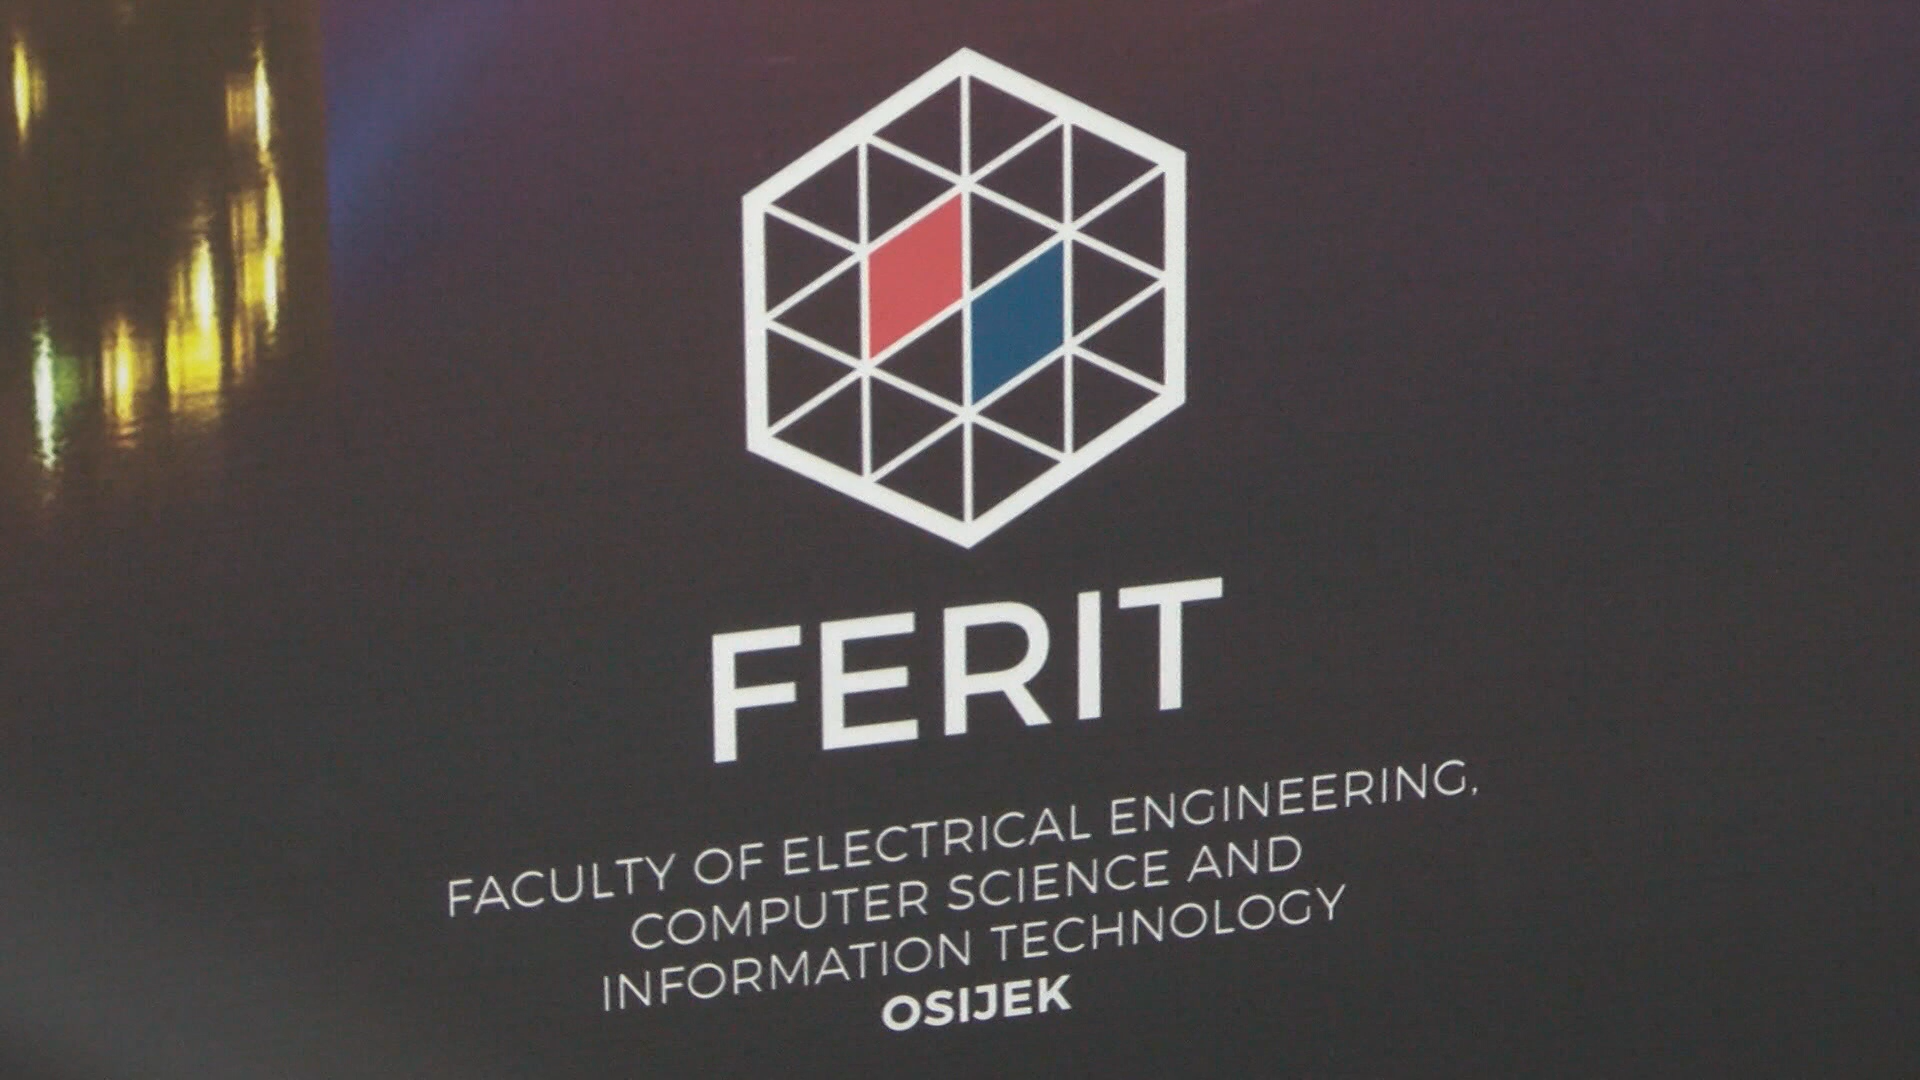 FERIT
FACULTY OF ELECTRICAL ENGINEERING,
COMPUTER SCIENCE AND
INFORMATION TECHNOLOGY
OSIJEK